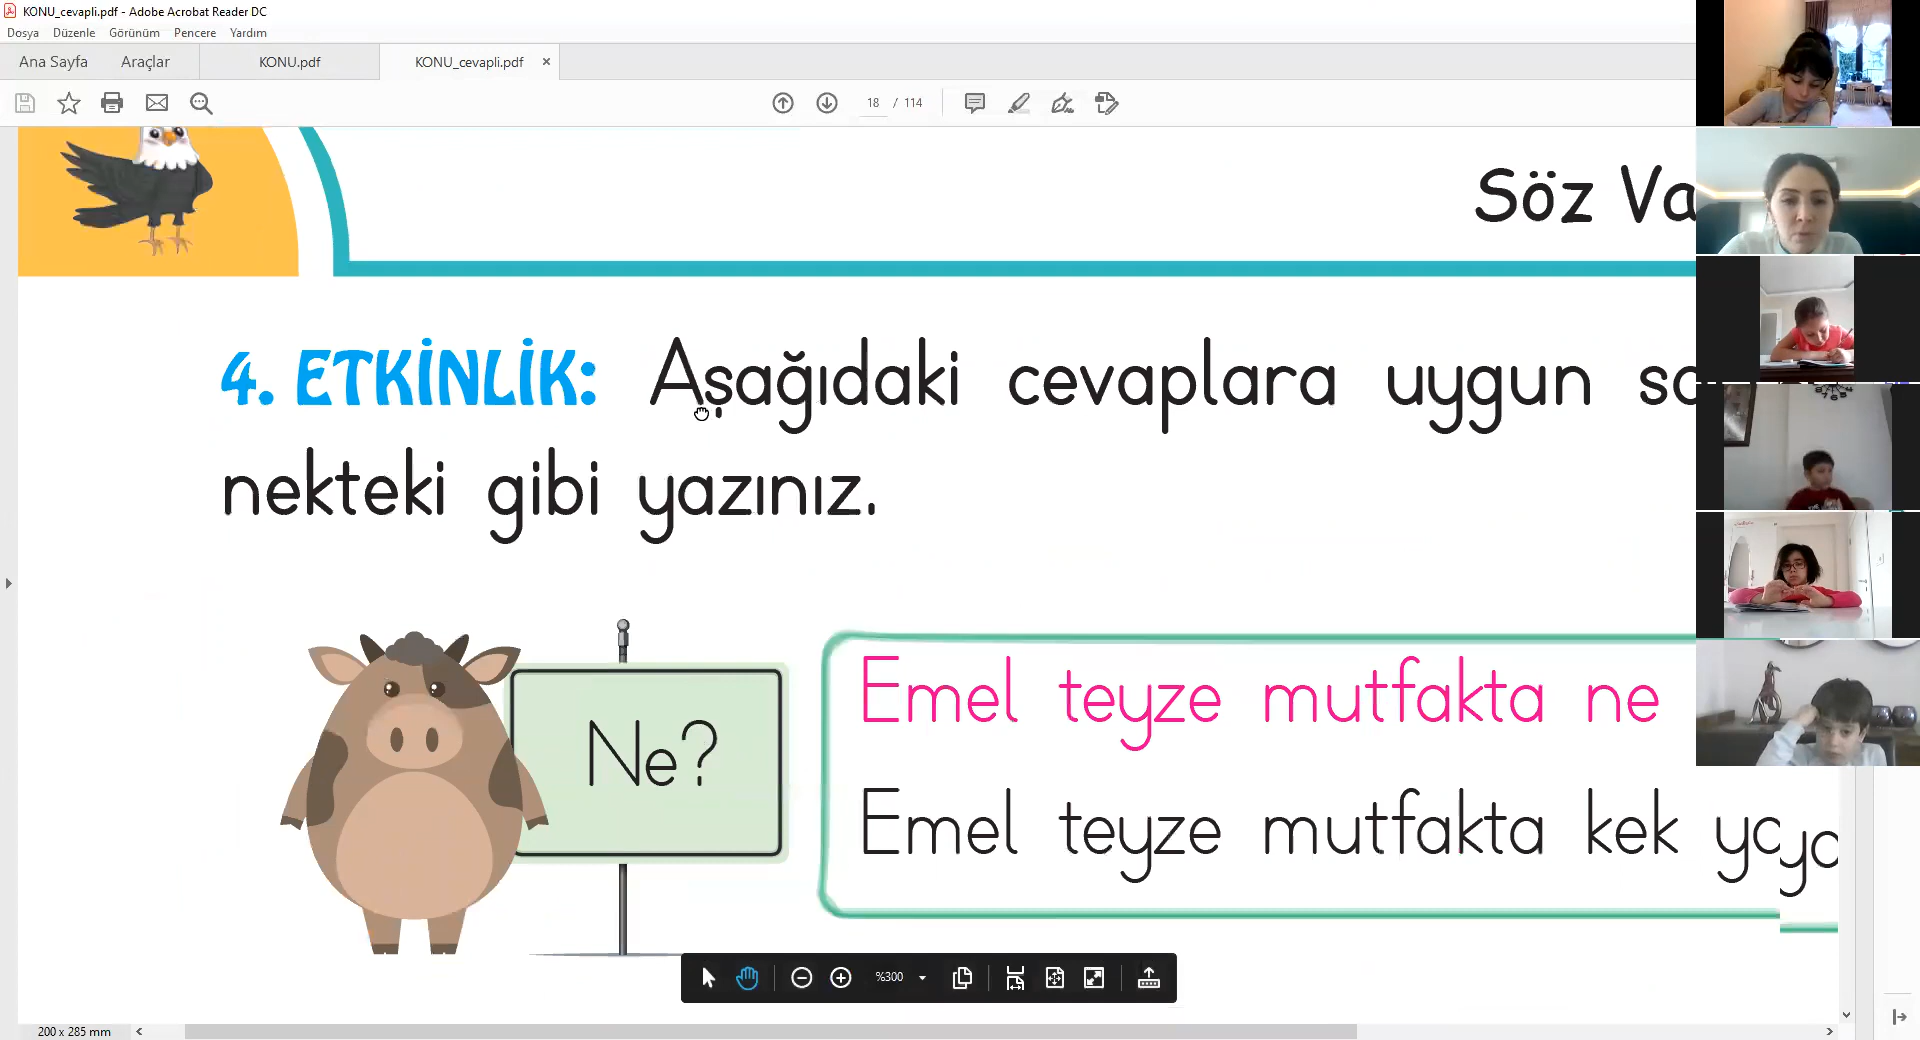 KONU_cevapli.pdf - Adobe Acrobat Reader DC
Dosya Düzenle Görünüm Pencere Yardım
Ana Sayfa Araçlar KONU.pdf KONU_cevapli.pdf ×
18 / 114
Söz Va
4. ETKİNLİK: Aşağıdaki cevaplara uygun so
nekteki gibi yazınız.
Ne?
Emel teyze mutfakta ne
Emel teyze mutfakta kek ya
%300
200 x 285 mm